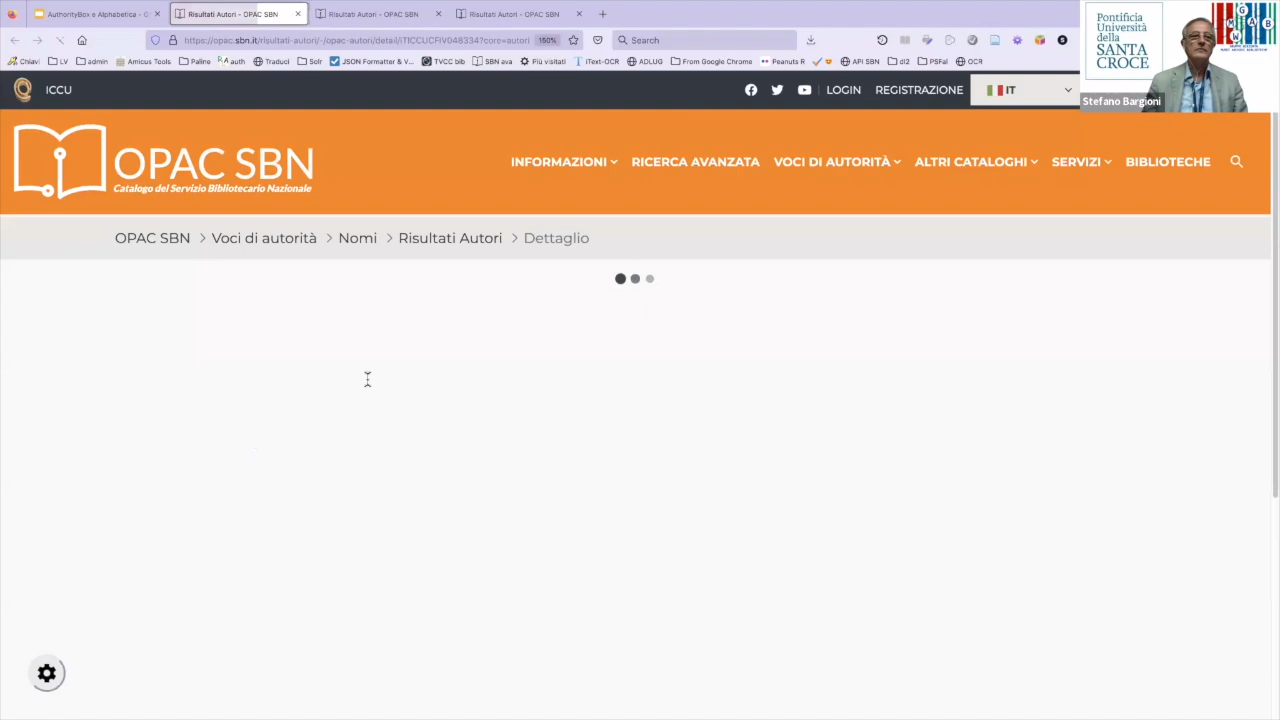 AuthorityBox e Alphabetica - G
Risultati Autori - OPAC SBN
Risultati Autori - OPAC SBN
Risultati Autori - OPAC SBN
https://opac.sbn.it/risultati-autori/-/opac-autori/detail/ITICCUCFIV048334?core=autori
150%
Search
Chiavi
LV
admin
Amicus Tools
Paline
auth
Traduci
Solr
JSON Formatter & V...
TVCC bib
SBN ava
Più visitati
iText-OCR
ADLUG
From Google Chrome
Peanuts
API SBN
dl2
PSFal
OCR
Pontificia
Università
della
SANTA
CROCE
G
M A B
W
Stefano Bargioni
ICCU
LOGIN
REGISTRAZIONE
IT
OPAC SBN
Catalogo del Servizio Bibliotecario Nazionale
INFORMAZIONI
RICERCA AVANZATA
VOCI DI AUTORITÀ
ALTRI CATALOGHI
SERVIZI
BIBLIOTECHE
OPAC SBN > Voci di autorità > Nomi > Risultati Autori > Dettaglio